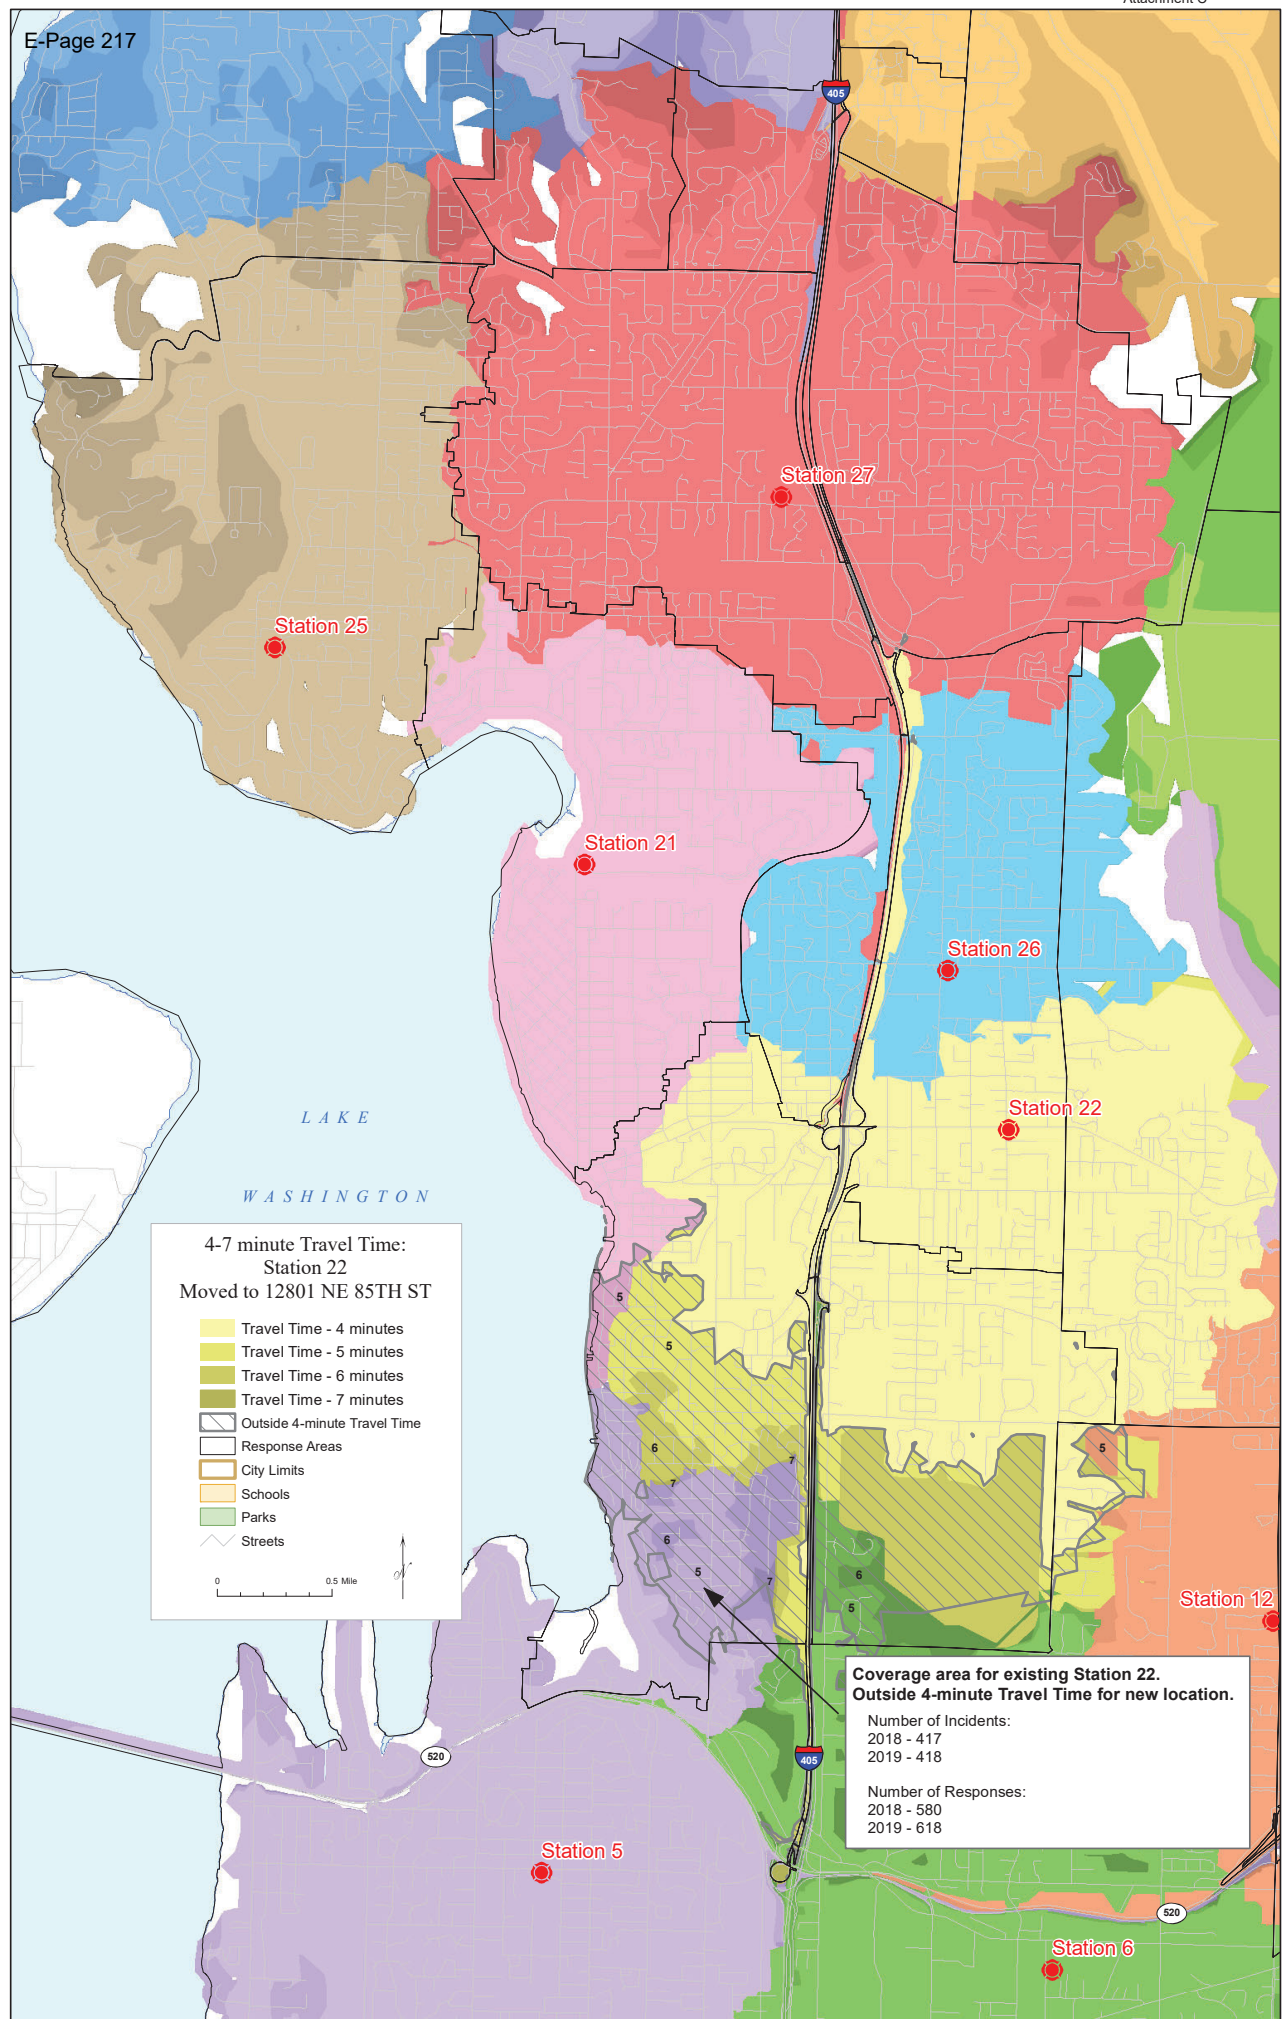 Attachment C
E-Page 217
405
Station 27
Station 25
Station 21
Station 26
Station 22
LAKE
WASHINGTON
4-7 minute Travel Time:
Station 22
Moved to 12801 NE 85TH ST
Travel Time - 4 minutes
Travel Time - 5 minutes
Travel Time - 6 minutes
Travel Time - 7 minutes
Outside 4-minute Travel Time
Response Areas
City Limits
Schools
Parks
Streets
0 0.5 Mile
N
5
5
6
7
7
5
6
5
7
6
5
Station 12
Coverage area for existing Station 22.
Outside 4-minute Travel Time for new location.
Number of Incidents:
2018 - 417
2019 - 418
Number of Responses:
2018 - 580
2019 - 618
520
405
Station 5
520
Station 6